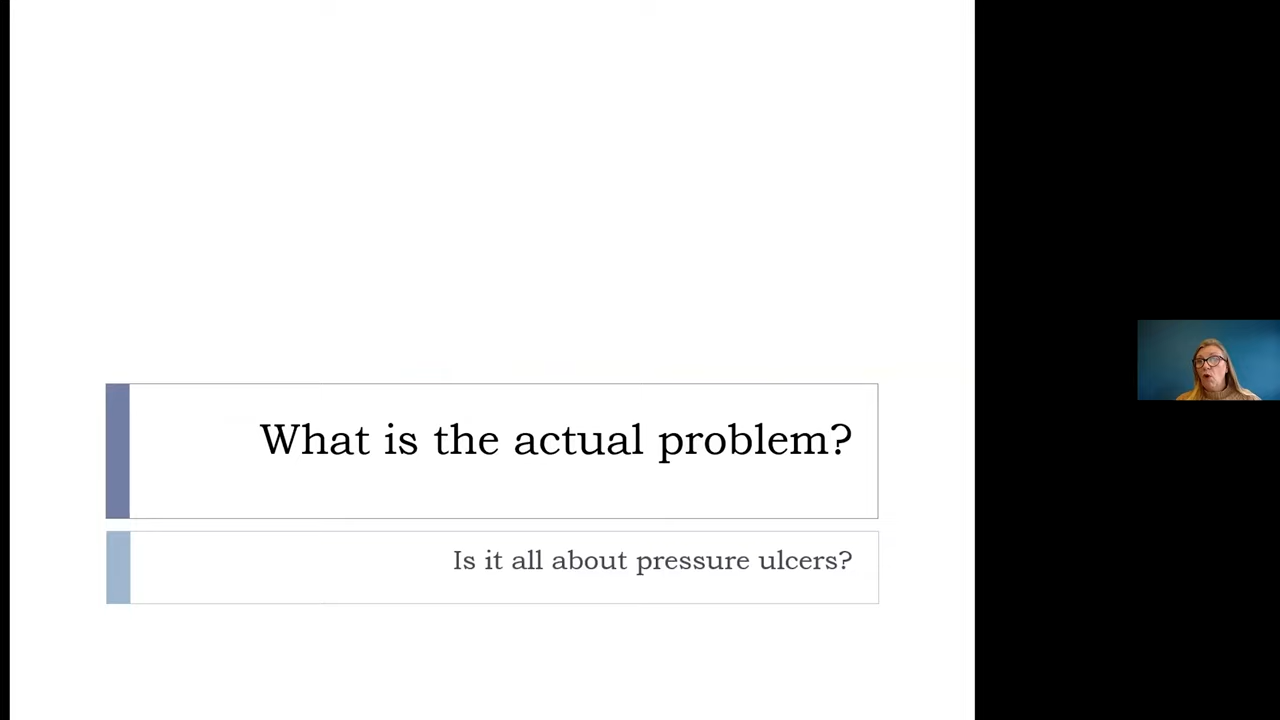 What is the actual problem?
Is it all about pressure ulcers?